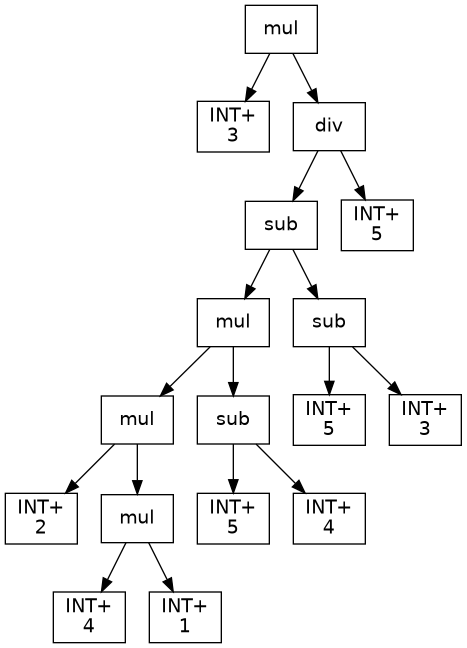 mul
INT+
3
div
sub
INT+
5
mul
sub
mul
sub
INT+
5
INT+
3
INT+
2
mul
INT+
5
INT+
4
INT+
4
INT+
1